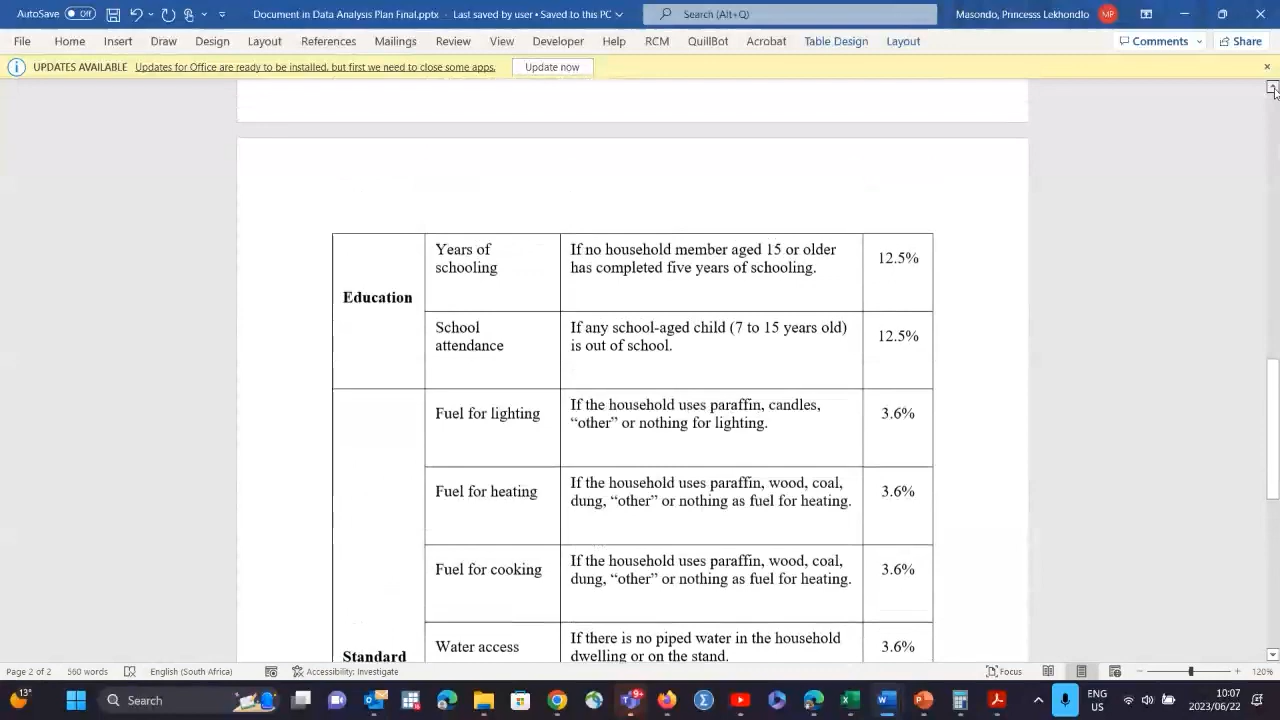 AutoSave Off
Document in Data Analysis Plan Final.pptx • Last saved by user • Saved to this PC
Search (Alt+Q)
Masondo, Princesss Lekhondlo MP
File Home Insert Draw Design Layout References Mailings Review View Developer Help RCM QuillBot Acrobat Table Design Layout
Comments
Share
UPDATES AVAILABLE Updates for Office are ready to be installed, but first we need to close some apps. Update now
Education
Years of
schooling
If no household member aged 15 or older
has completed five years of schooling.
12.5%
School
attendance
If any school-aged child (7 to 15 years old)
is out of school.
12.5%
Fuel for lighting
If the household uses paraffin, candles,
“other” or nothing for lighting.
3.6%
Fuel for heating
If the household uses paraffin, wood, coal,
dung, “other” or nothing as fuel for heating.
3.6%
Fuel for cooking
If the household uses paraffin, wood, coal,
dung, “other” or nothing as fuel for heating.
3.6%
Standard
Water access
If there is no piped water in the household
dwelling or on the stand.
3.6%
Page 2 of 2 560 words English (South Africa) Accessibility: Investigate
Focus
120%
13°
Search
9+
ENG
US
10:07
2023/06/22